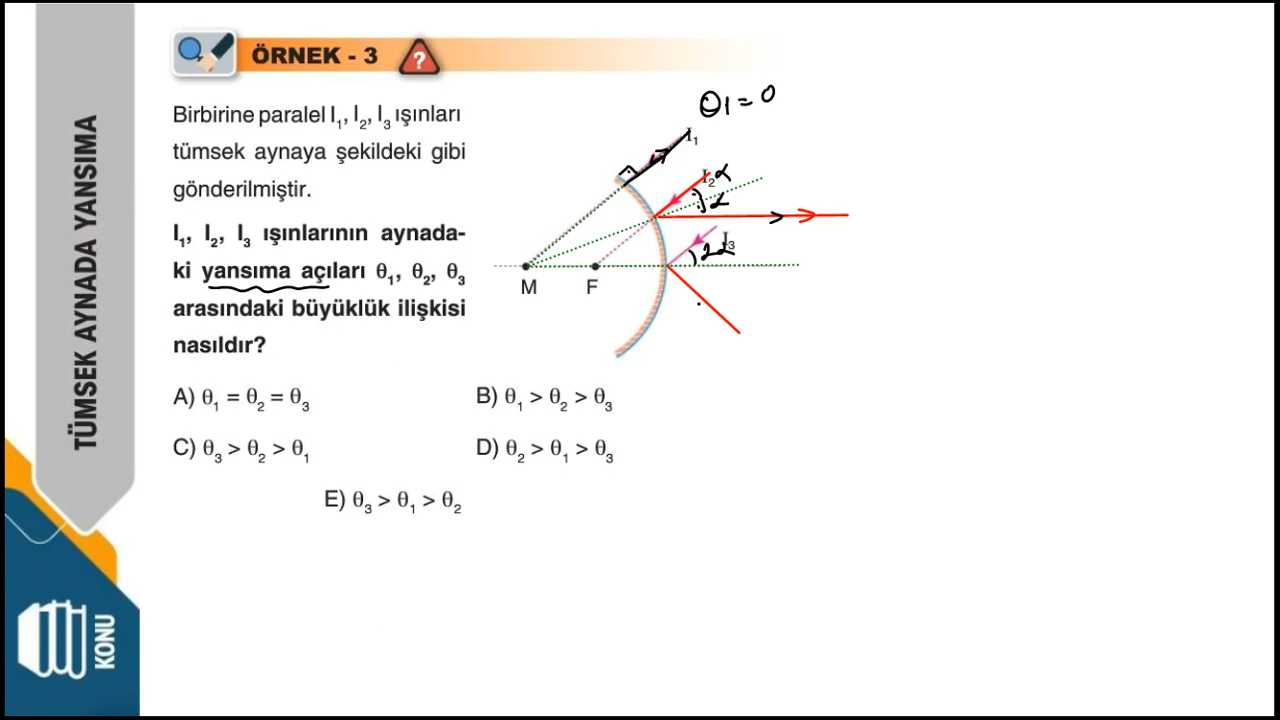 TÜMSEK AYNADA YANSIMA
KONU
ÖRNEK - 3
?
Birbirine paralel I₁, I₂, I₃ ışınları
tümsek aynaya şekildeki gibi
gönderilmiştir.
I₁, I₂, I₃ ışınlarının aynada-
ki yansıma açıları θ₁, θ₂, θ₃
arasındaki büyüklük ilişkisi
nasıldır?
θ1 = 0
I₁
I₂ α
α
I₃
2α
M F
A) θ₁ = θ₂ = θ₃
B) θ₁ > θ₂ > θ₃
C) θ₃ > θ₂ > θ₁
D) θ₂ > θ₁ > θ₃
E) θ₃ > θ₁ > θ₂